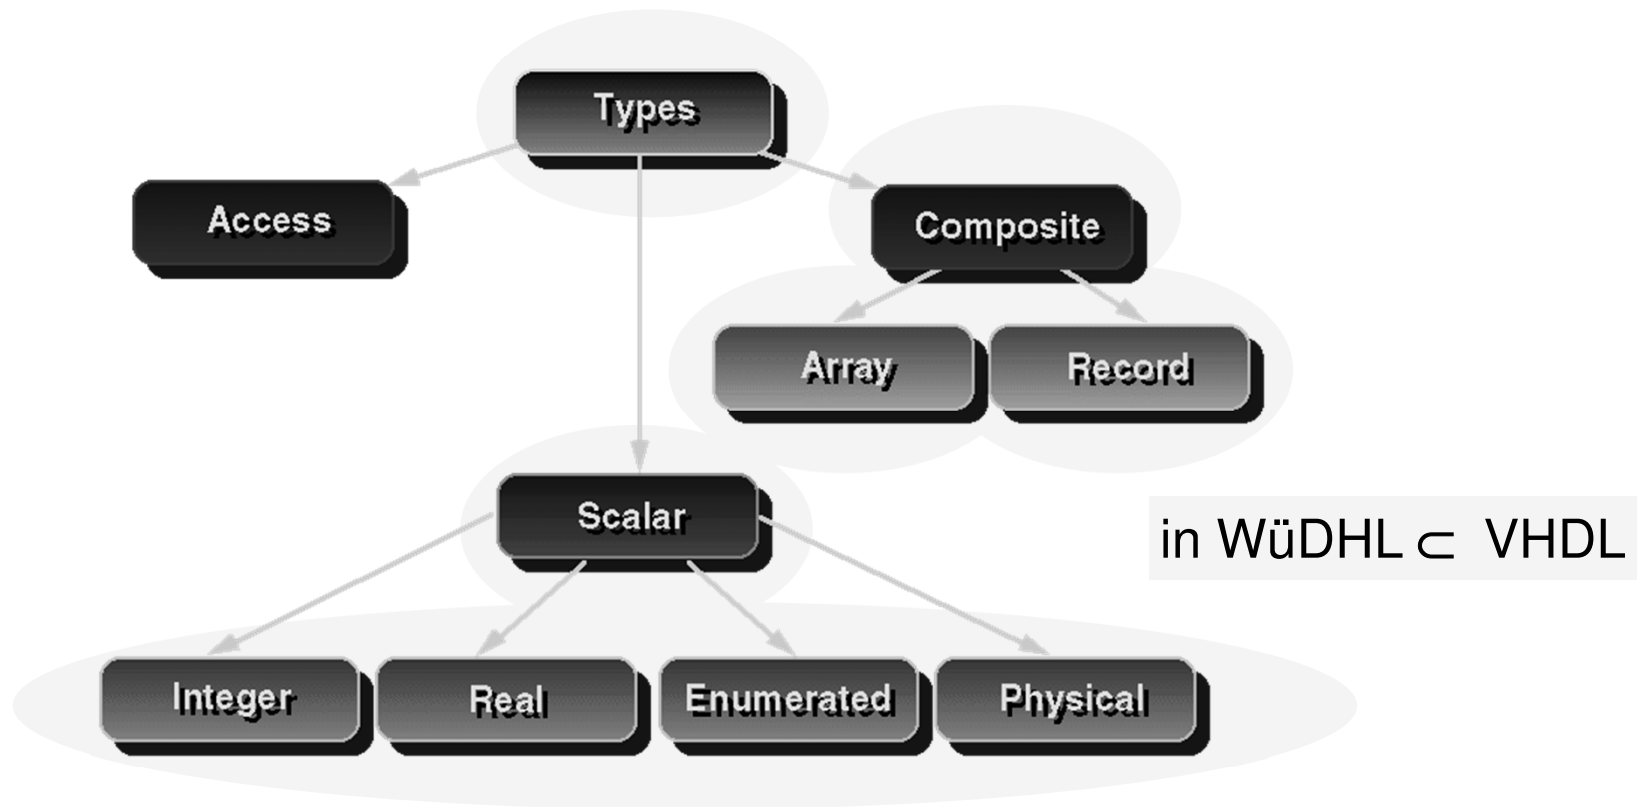 Types
Access
Composite
Array
Record
Scalar
in WüDHL ⊂ VHDL
Integer
Real
Enumerated
Physical